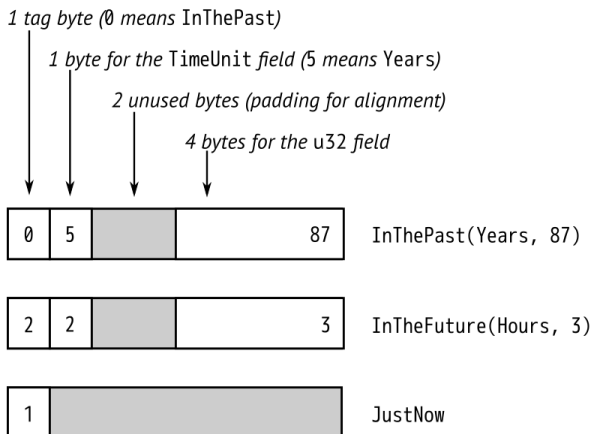 1 tag byte (0 means InThePast)
1 byte for the TimeUnit field (5 means Years)
2 unused bytes (padding for alignment)
4 bytes for the u32 field
0 5 87 InThePast(Years, 87)
2 2 3 InTheFuture(Hours, 3)
1 JustNow